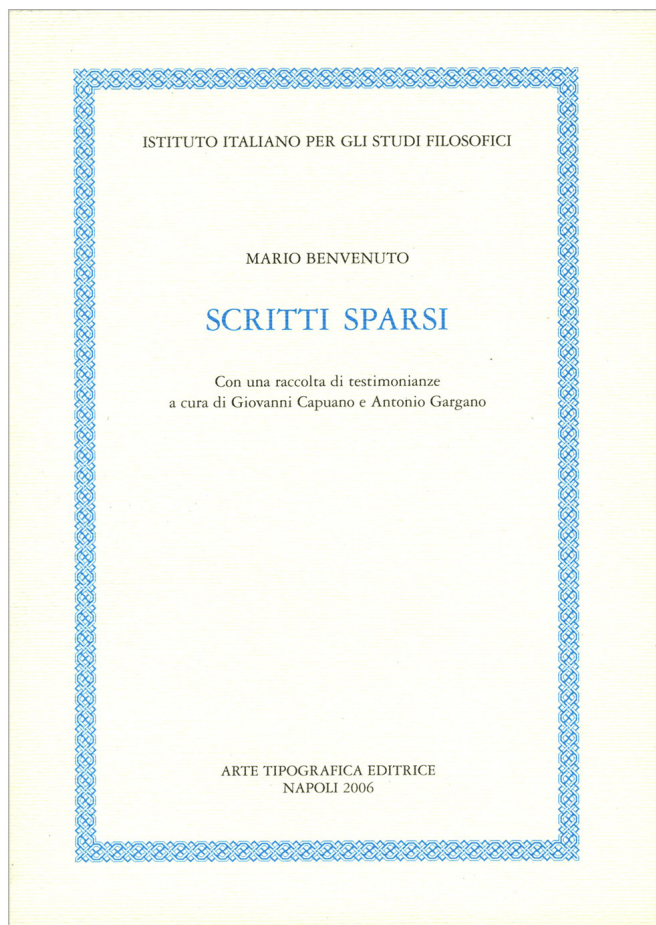 ISTITUTO ITALIANO PER GLI STUDI FILOSOFICI
MARIO BENVENUTO
SCRITTI SPARSI
Con una raccolta di testimonianze
a cura di Giovanni Capuano e Antonio Gargano
ARTE TIPOGRAFICA EDITRICE
NAPOLI 2006